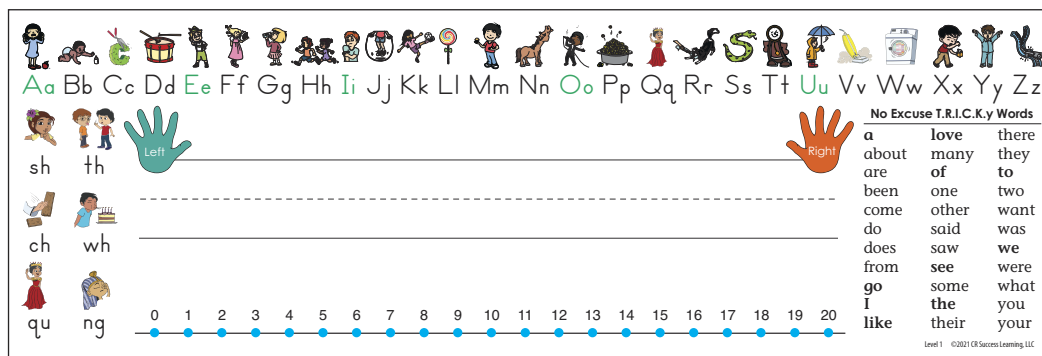 Aa Bb Cc Dd Ee Ff Gg Hh Ii Jj Kk Ll Mm Nn Oo Pp Qq Rr Ss Tt Uu Vv Ww Xx Yy Zz
sh th
ch wh
qu ng
Left
Right
0 1 2 3 4 5 6 7 8 9 10 11 12 13 14 15 16 17 18 19 20
No Excuse T.R.I.C.K.y Words
a love there
about many they
are of to
been one two
come other want
do said was
does saw we
from see were
go some what
I the you
like their your
Level 1 ©2021 CR Success Learning, LLC